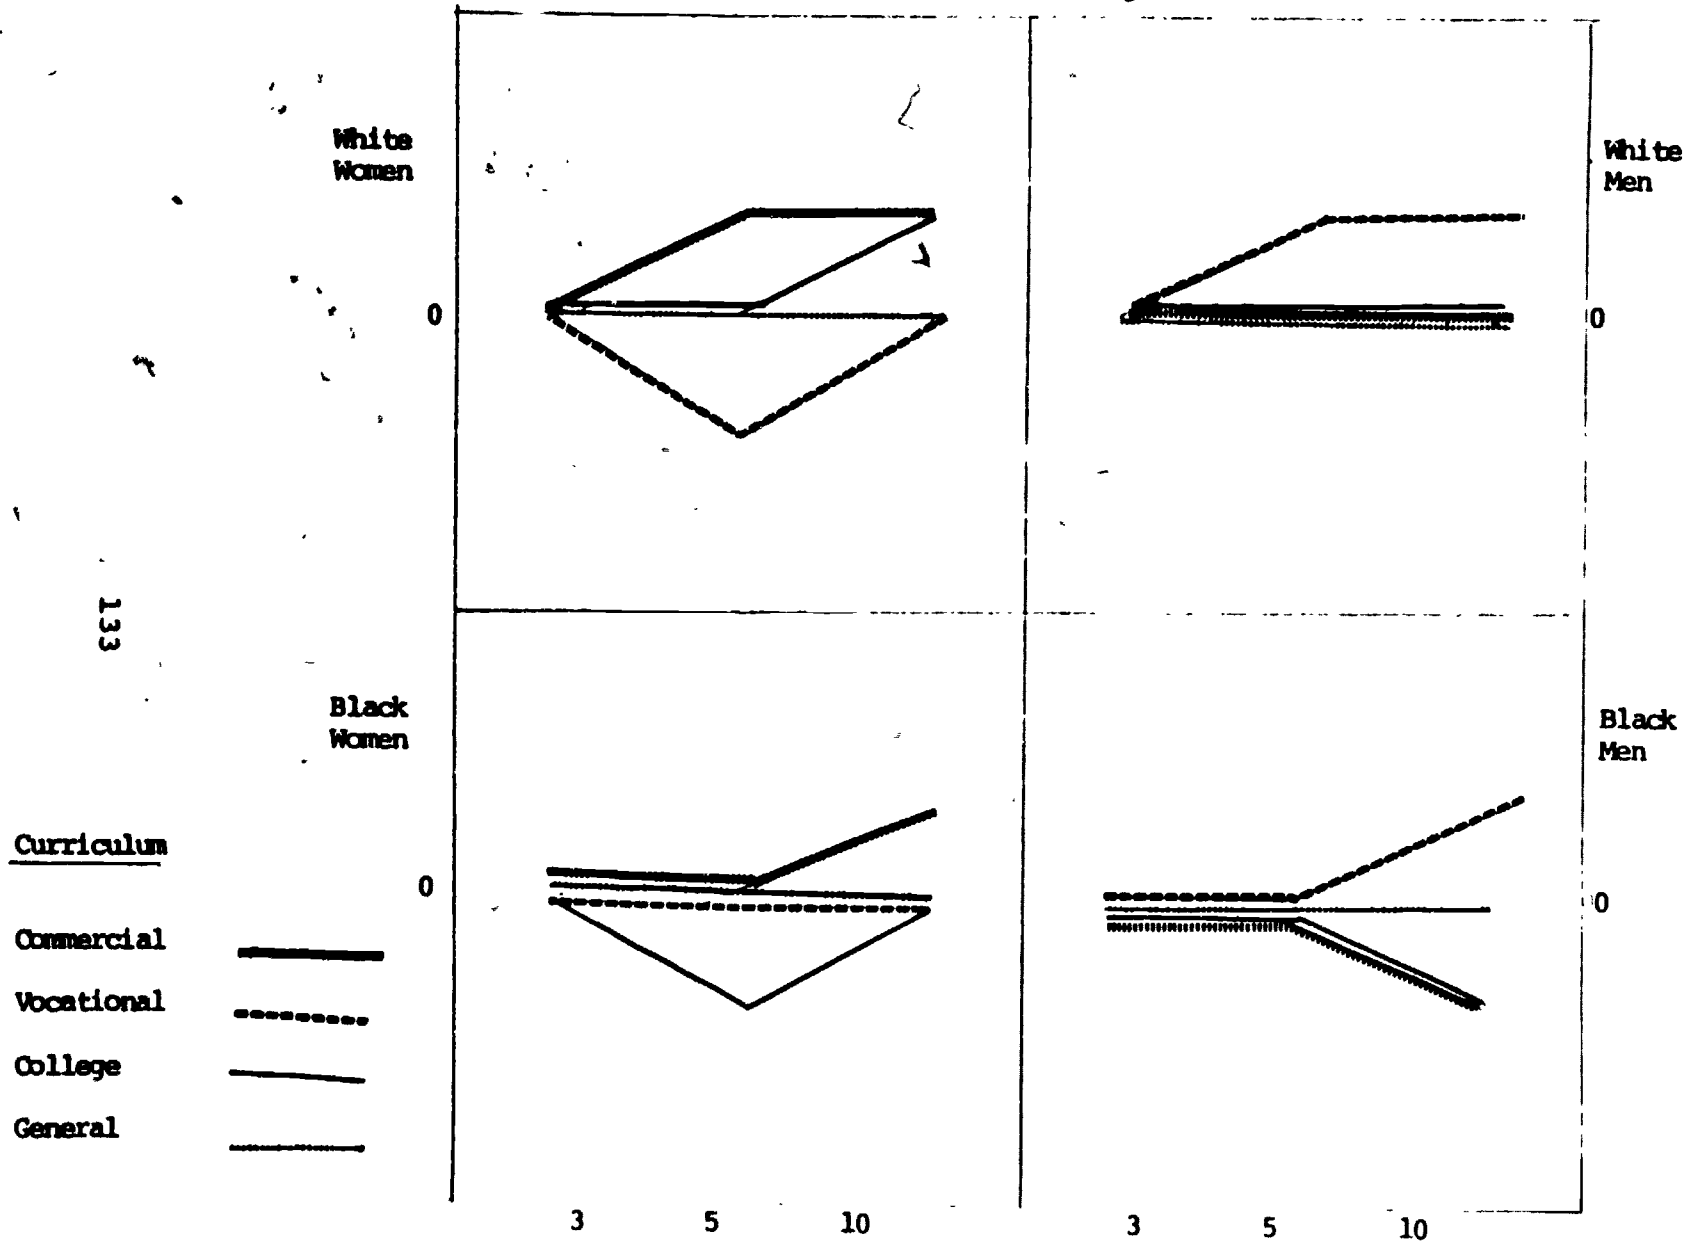 White
Women
White
Men
0
0
133
Black
Women
Black
Men
Curriculum
0
0
Commercial
Vocational
College
General
3 5 10 3 5 10